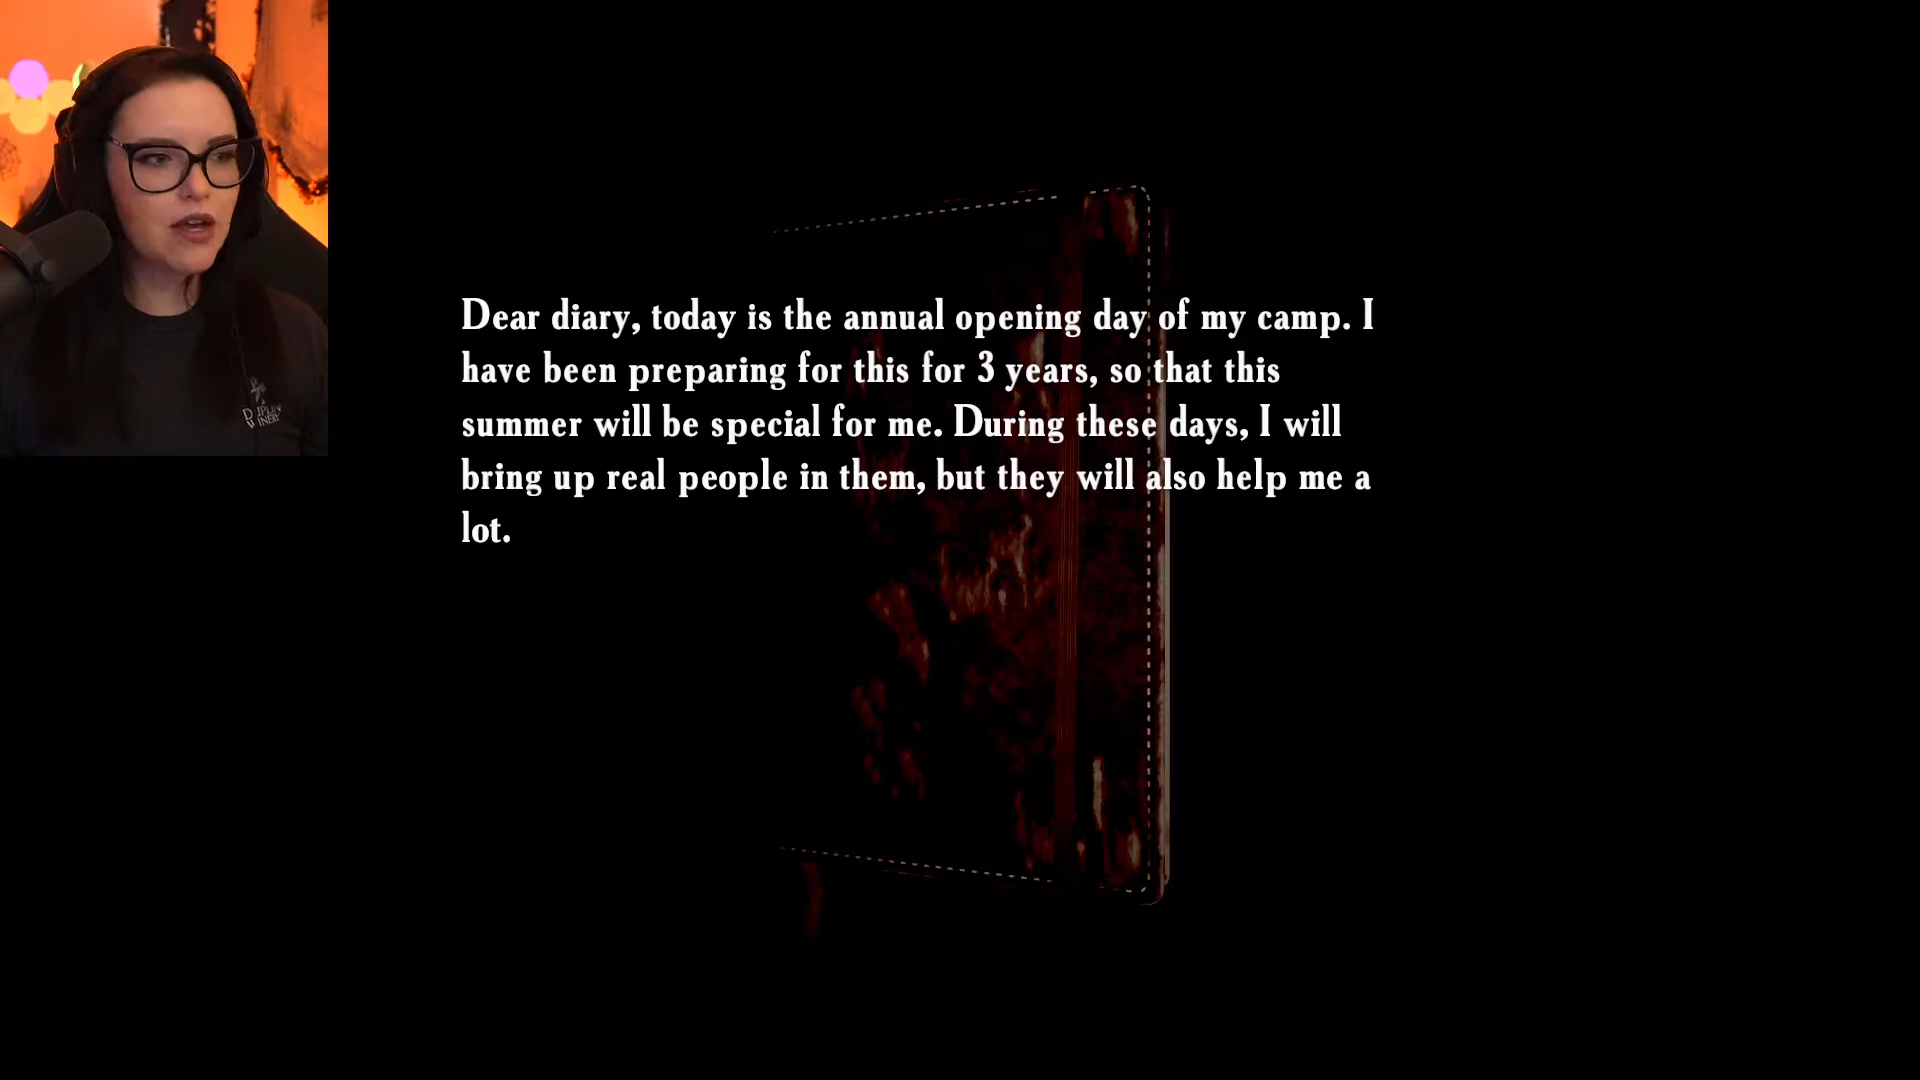 Dear diary, today is the annual opening day of my camp. I
have been preparing for this for 3 years, so that this
summer will be special for me. During these days, I will
bring up real people in them, but they will also help me a
lot.